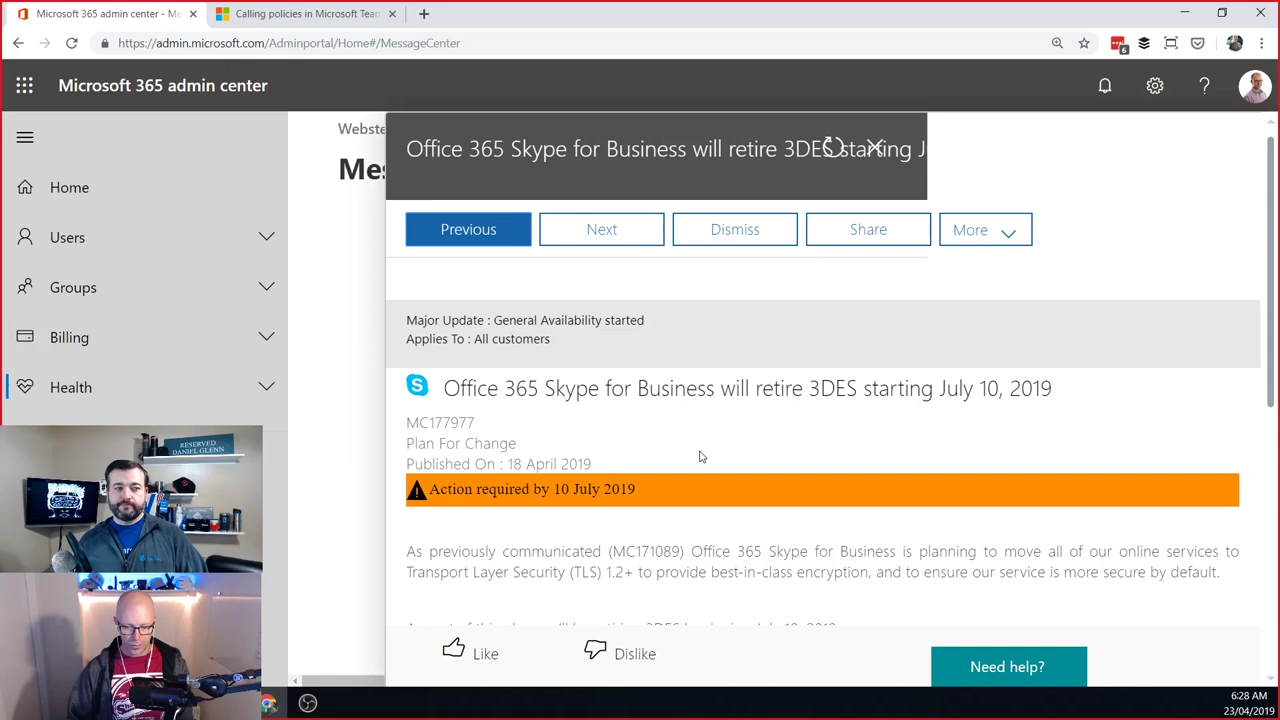 Microsoft 365 admin center - Me
Calling policies in Microsoft Team
https://admin.microsoft.com/Adminportal/Home#/MessageCenter
6
Microsoft 365 admin center
?
Home
Users
Groups
Billing
Health
Webste
Mes
Office 365 Skype for Business will retire 3DES starting J
Previous
Next
Dismiss
Share
More
Major Update : General Availability started
Applies To : All customers
S
Office 365 Skype for Business will retire 3DES starting July 10, 2019
MC177977
Plan For Change
Published On : 18 April 2019
Action required by 10 July 2019
As previously communicated (MC171089) Office 365 Skype for Business is planning to move all of our online services to
Transport Layer Security (TLS) 1.2+ to provide best-in-class encryption, and to ensure our service is more secure by default.
Like
Dislike
Need help?
RESERVED
DANIEL GLENN
6:28 AM
23/04/2019